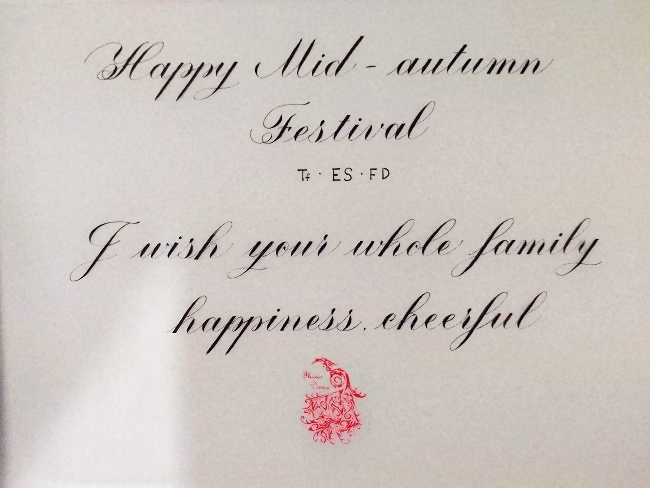 Happy Mid - autumn
Festival
Tf · ES · FD
I wish your whole family
happiness. cheerful